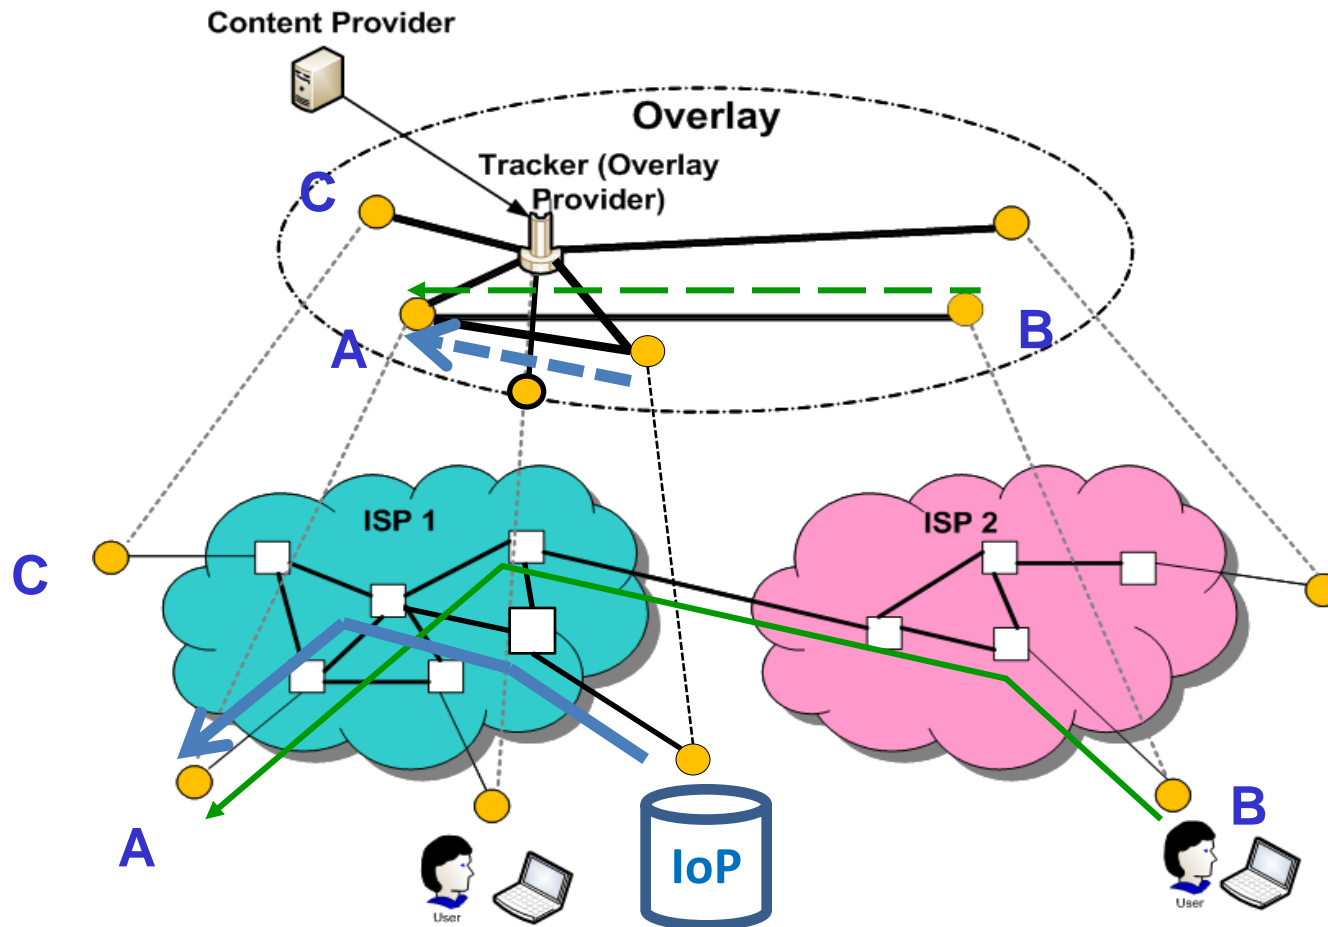 Content Provider
Overlay
Tracker (Overlay
Provider)
C
A
B
ISP 1
ISP 2
C
A
B
IoP
User
User